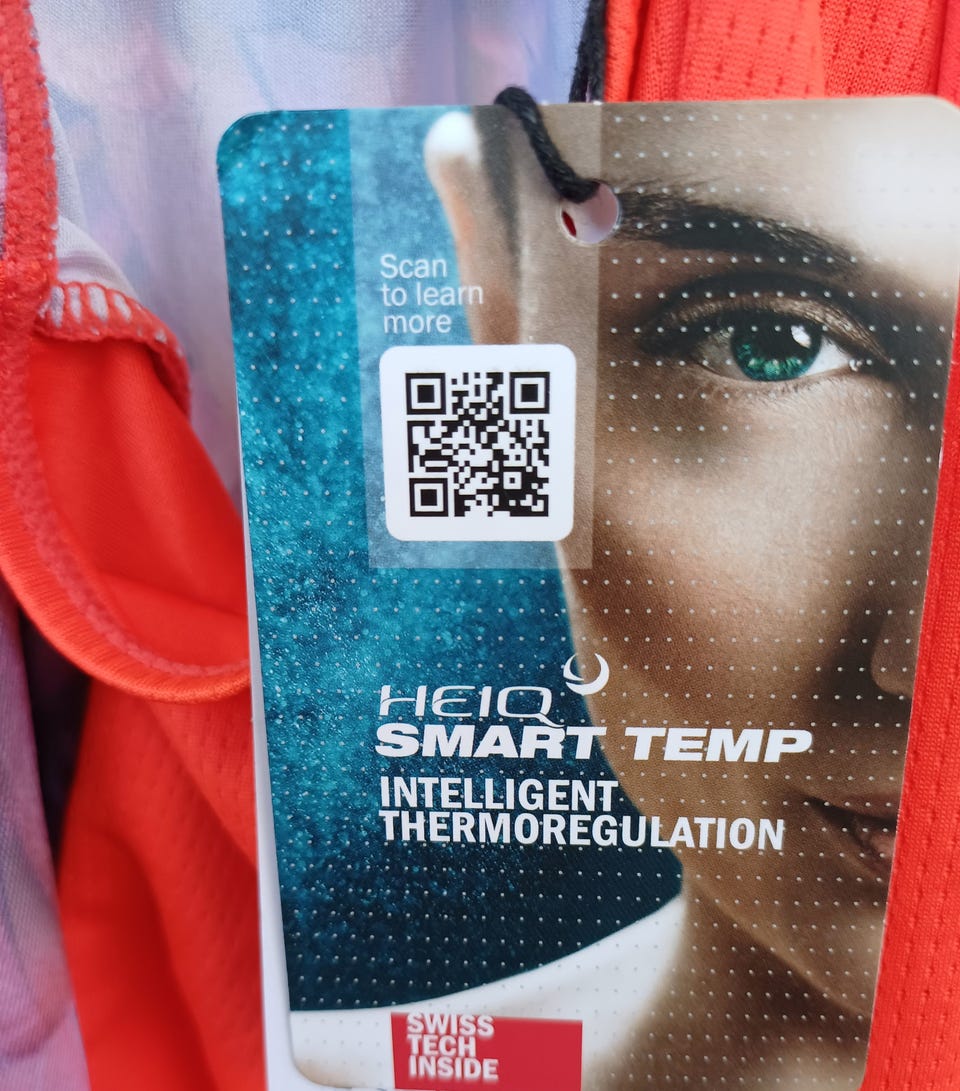 Scan
to learn
more
HEIQ
SMART TEMP
INTELLIGENT
THERMOREGULATION
SWISS
TECH
INSIDE